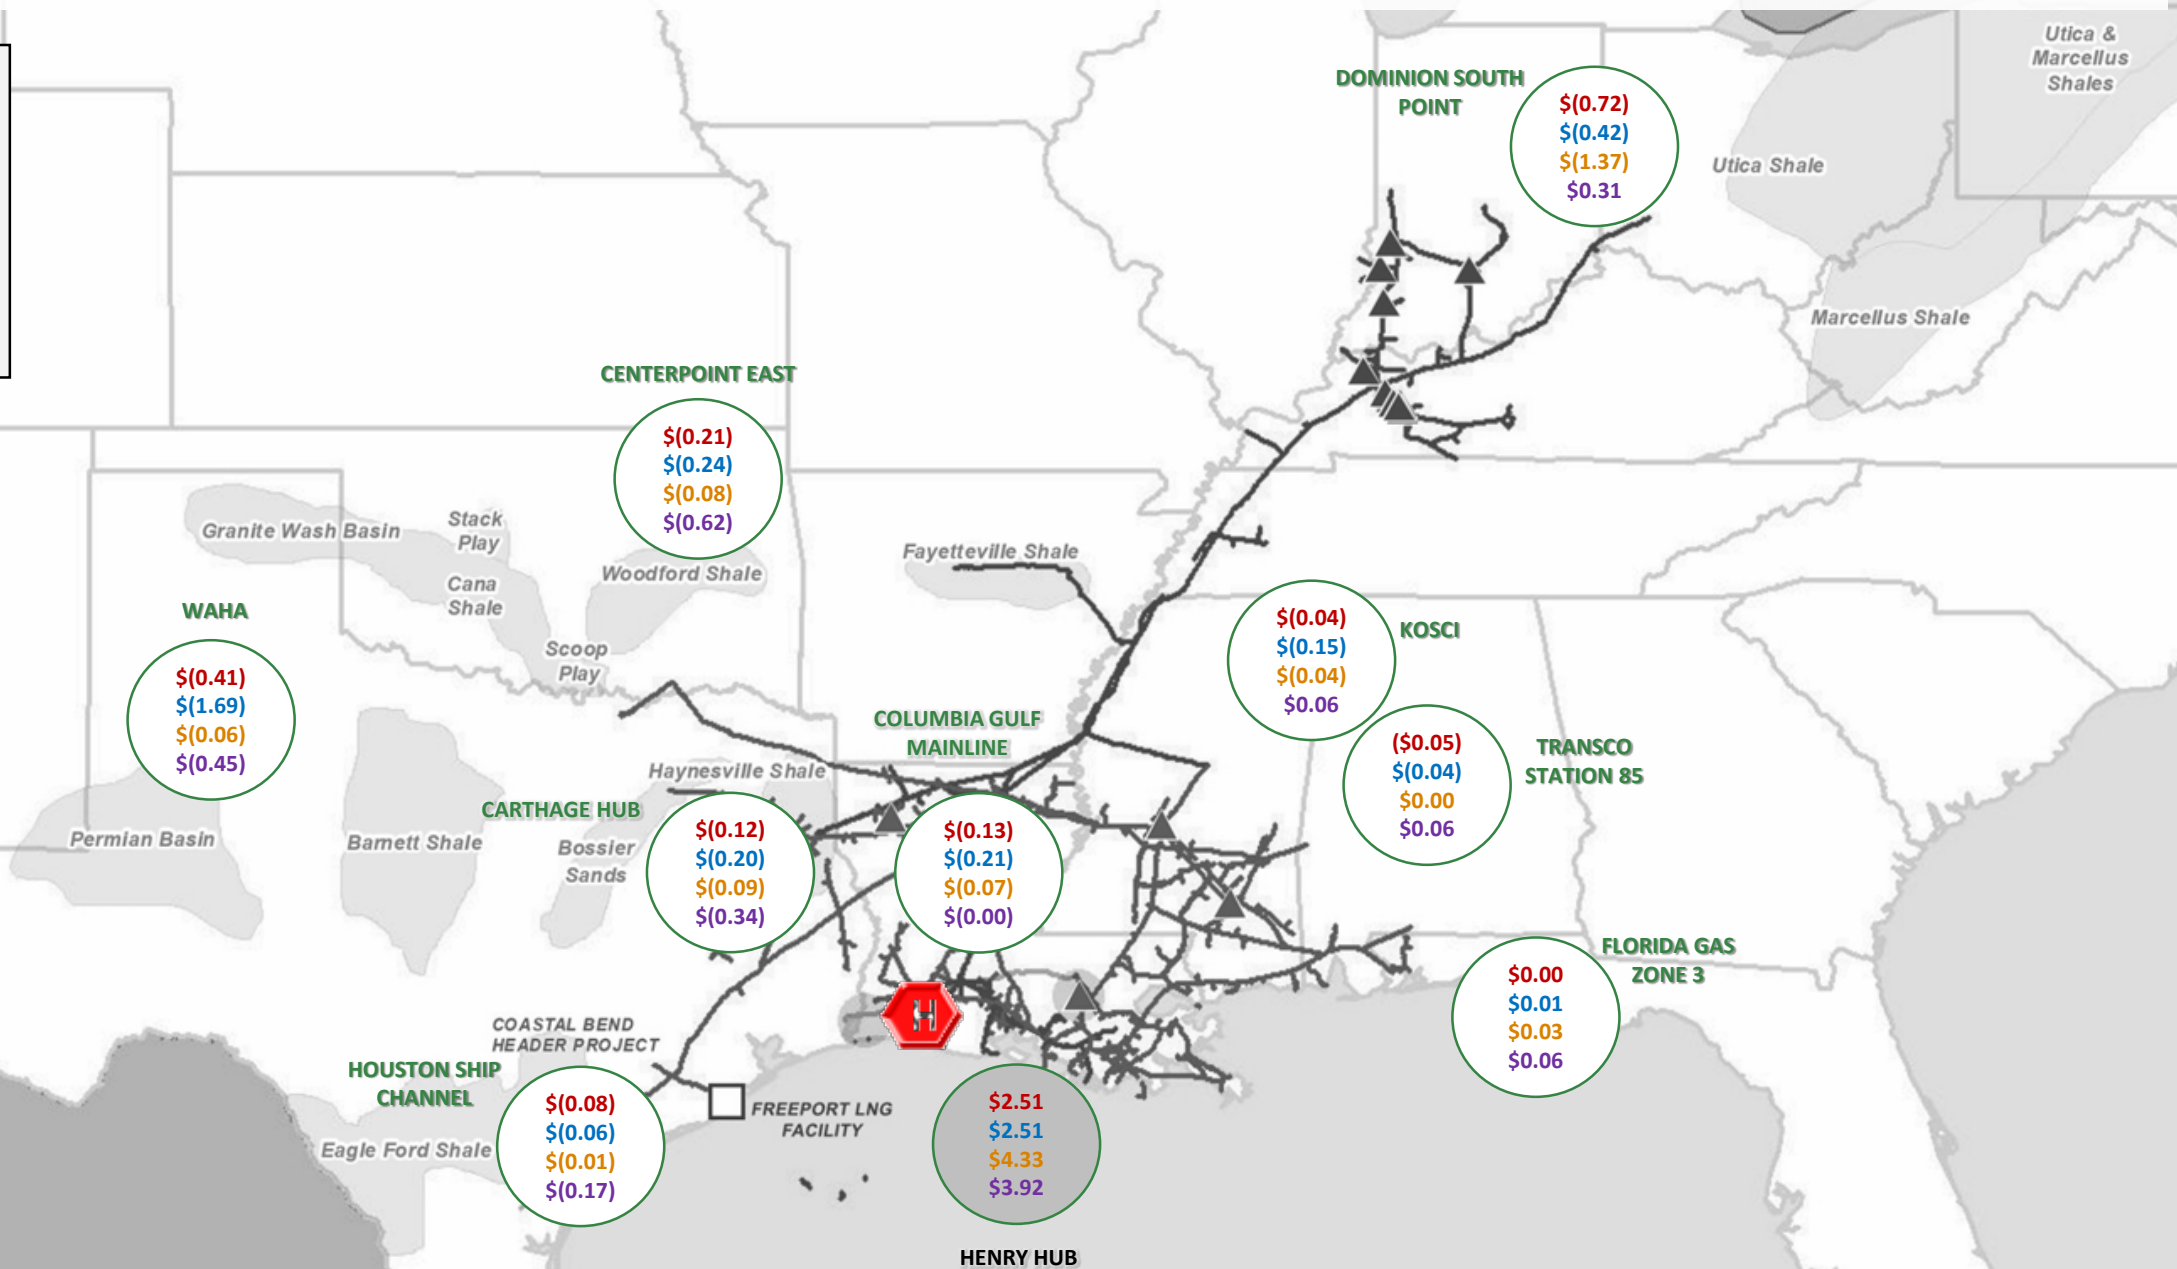 Utica &
Marcellus
Shales
DOMINION SOUTH
POINT
$(0.72)
$(0.42)
$(1.37)
$0.31
Utica Shale
Marcellus Shale
CENTERPOINT EAST
$(0.21)
$(0.24)
$(0.08)
$(0.62)
Granite Wash Basin
Stack
Play
Cana
Shale
Woodford Shale
Fayetteville Shale
WAHA
$(0.41)
$(1.69)
$(0.06)
$(0.45)
Scoop
Play
$(0.04)
$(0.15)
$(0.04)
$0.06
KOSCI
COLUMBIA GULF
MAINLINE
($0.05)
$(0.04)
$0.00
$0.06
TRANSCO
STATION 85
Haynesville Shale
CARTHAGE HUB
Permian Basin
Barnett Shale
Bossier
Sands
$(0.12)
$(0.20)
$(0.09)
$(0.34)
$(0.13)
$(0.21)
$(0.07)
$(0.00)
FLORIDA GAS
ZONE 3
$0.00
$0.01
$0.03
$0.06
H
COASTAL BEND
HEADER PROJECT
HOUSTON SHIP
CHANNEL
Eagle Ford Shale
$(0.08)
$(0.06)
$(0.01)
$(0.17)
FREEPORT LNG
FACILITY
$2.51
$2.51
$4.33
$3.92
HENRY HUB